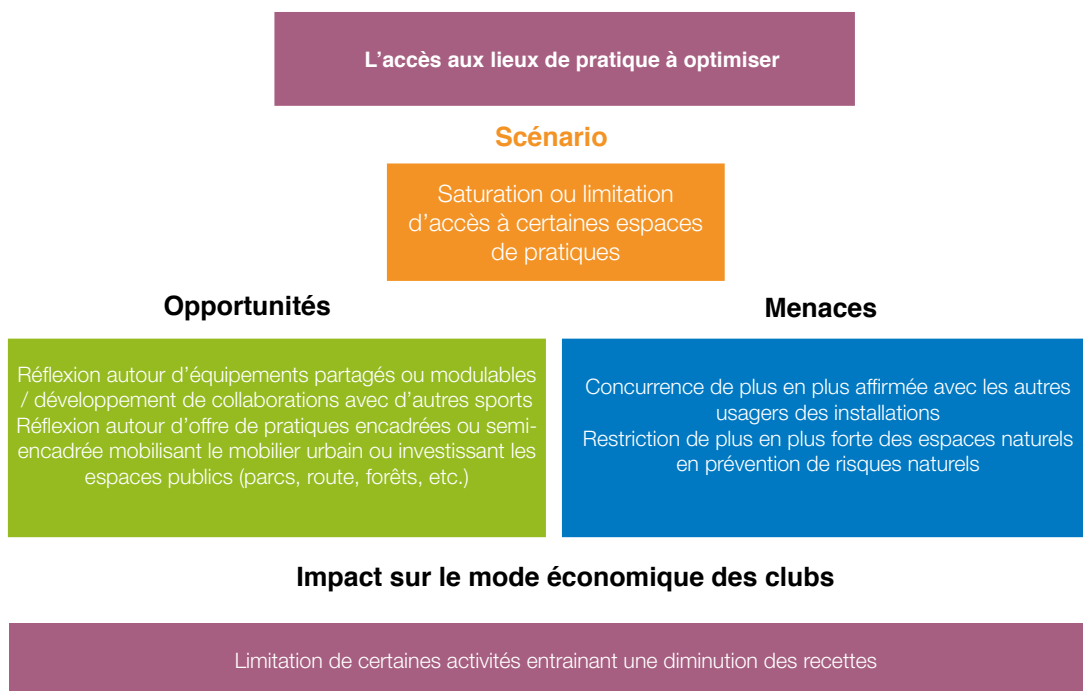 L'accès aux lieux de pratique à optimiser
Scénario
Saturation ou limitation
d'accès à certaines espaces
de pratiques
Opportunités
Réflexion autour d'équipements partagés ou modulables
/ développement de collaborations avec d'autres sports
Réflexion autour d'offre de pratiques encadrées ou semi-
encadrée mobilisant le mobilier urbain ou investissant les
espaces publics (parcs, route, forêts, etc.)
Menaces
Concurrence de plus en plus affirmée avec les autres
usagers des installations
Restriction de plus en plus forte des espaces naturels
en prévention de risques naturels
Impact sur le mode économique des clubs
Limitation de certaines activités entrainant une diminution des recettes